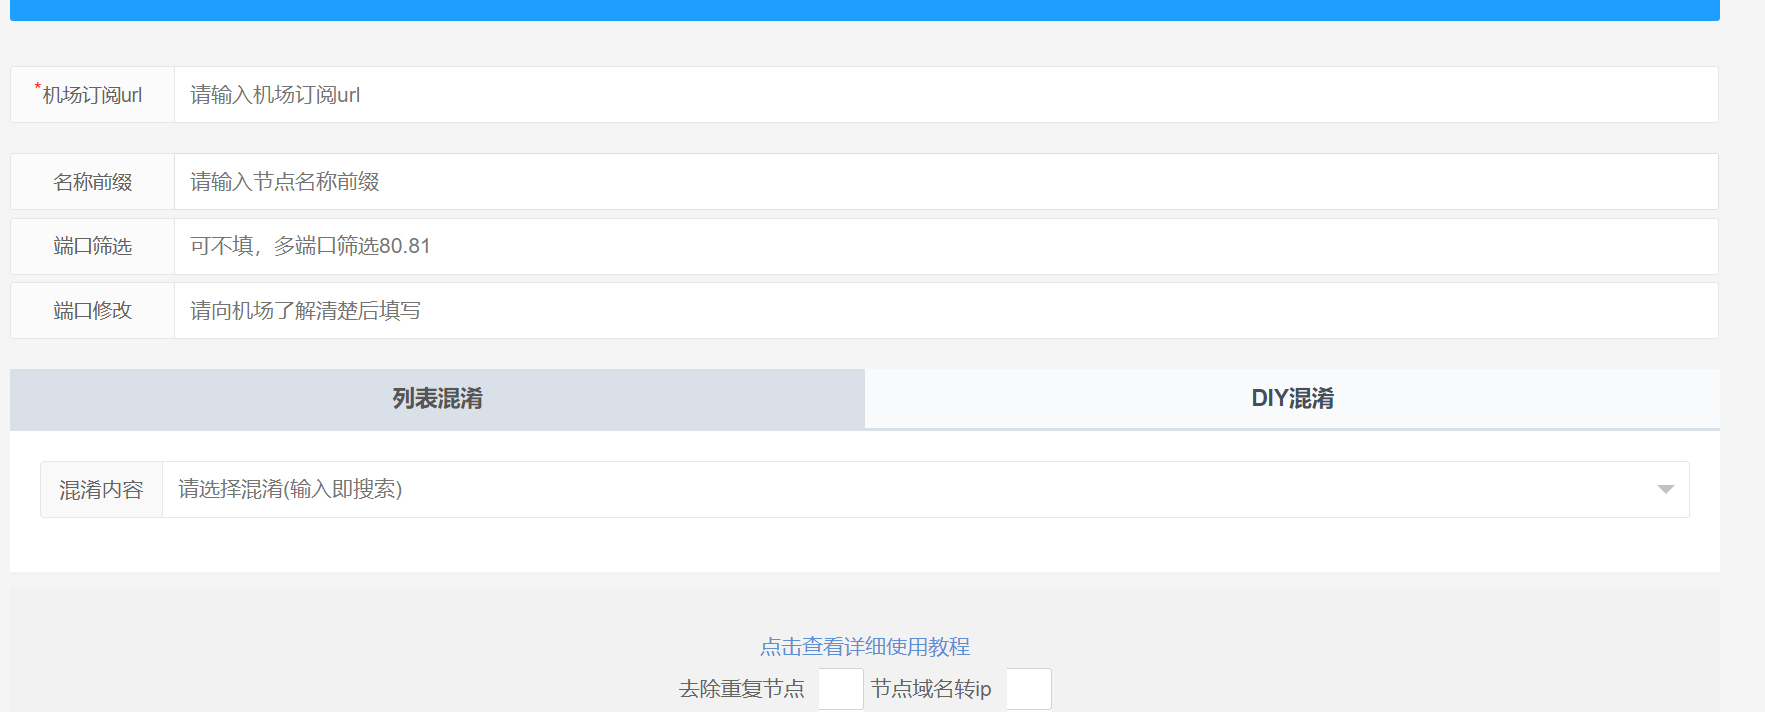 *机场订阅url 请输入机场订阅url
名称前缀 请输入节点名称前缀
端口筛选 可不填，多端口筛选80.81
端口修改 请向机场了解清楚后填写
列表混淆 DIY混淆
混淆内容 请选择混淆(输入即搜索)
点击查看详细使用教程
去除重复节点 节点域名转ip